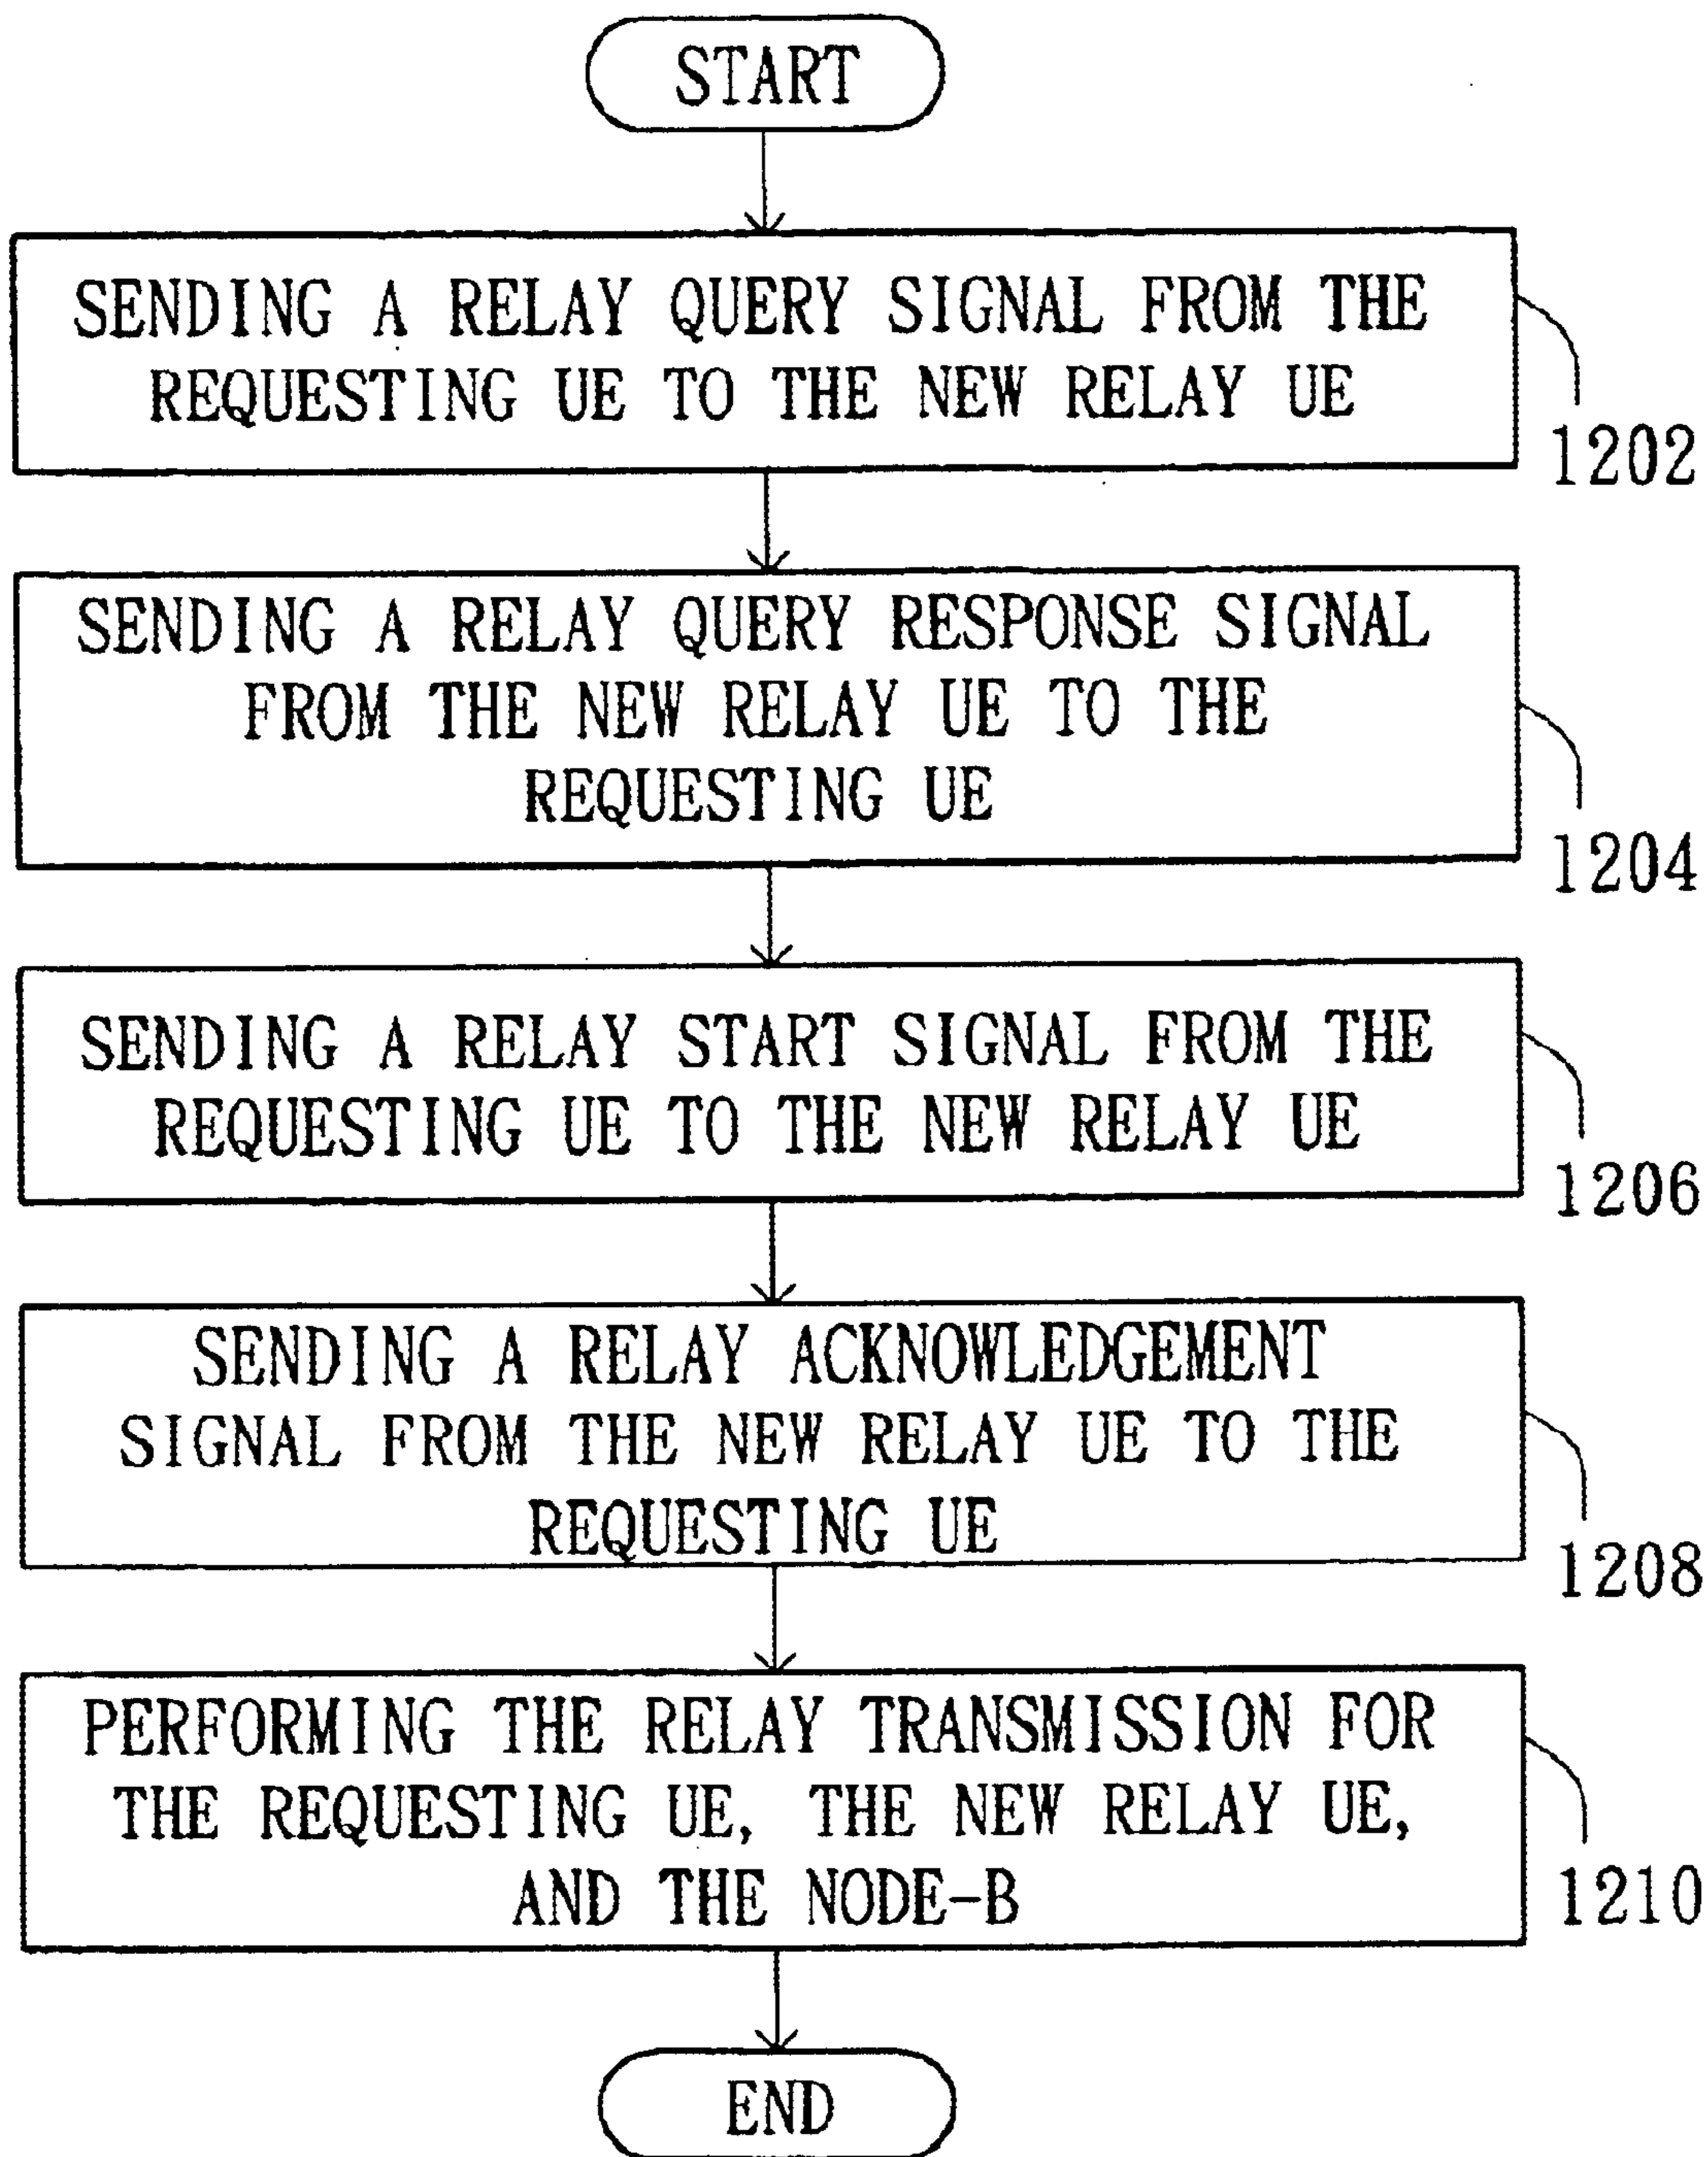 START
SENDING A RELAY QUERY SIGNAL FROM THE
REQUESTING UE TO THE NEW RELAY UE
1202
SENDING A RELAY QUERY RESPONSE SIGNAL
FROM THE NEW RELAY UE TO THE
REQUESTING UE
1204
SENDING A RELAY START SIGNAL FROM THE
REQUESTING UE TO THE NEW RELAY UE
1206
SENDING A RELAY ACKNOWLEDGEMENT
SIGNAL FROM THE NEW RELAY UE TO THE
REQUESTING UE
1208
PERFORMING THE RELAY TRANSMISSION FOR
THE REQUESTING UE, THE NEW RELAY UE,
AND THE NODE-B
1210
END